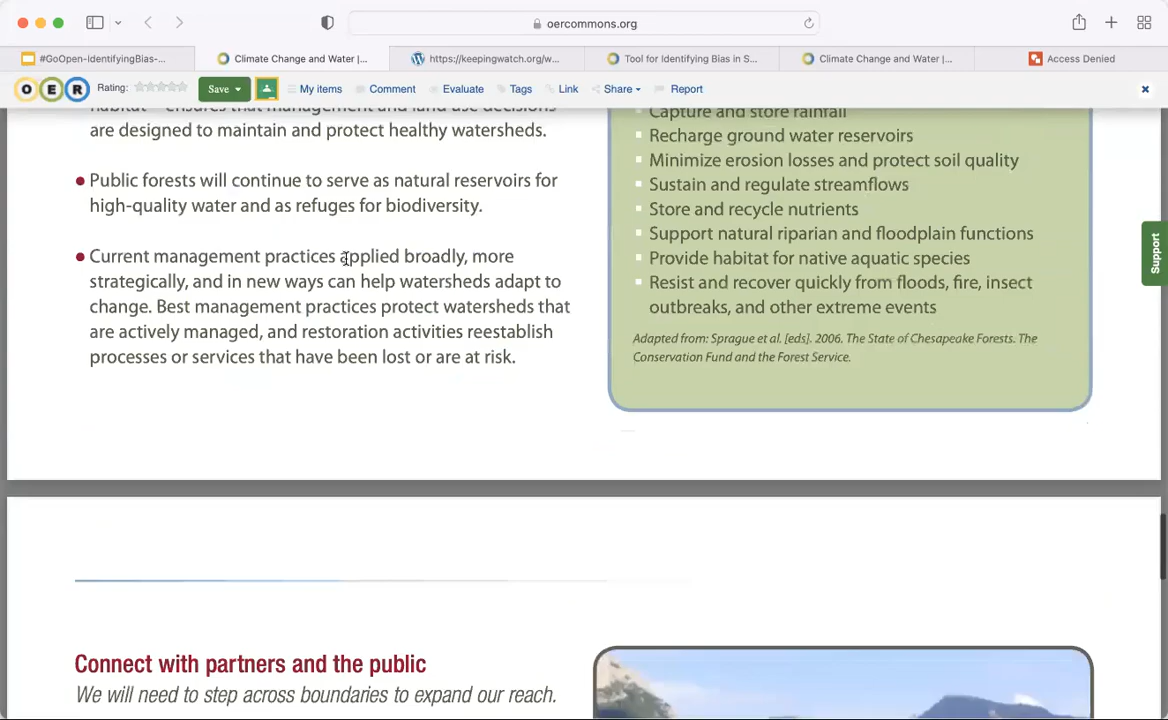 oercommons.org
#GoOpen-IdentifyingBias-...
Climate Change and Water |...
https://keepingwatch.org/w...
Tool for Identifying Bias in S...
Climate Change and Water |...
Access Denied
OER
Rating:
Save
My items
Comment
Evaluate
Tags
Link
Share
Report
are designed to maintain and protect healthy watersheds.
Public forests will continue to serve as natural reservoirs for
high-quality water and as refuges for biodiversity.
Current management practices applied broadly, more
strategically, and in new ways can help watersheds adapt to
change. Best management practices protect watersheds that
are actively managed, and restoration activities reestablish
processes or services that have been lost or are at risk.
Capture and store rainfall
Recharge ground water reservoirs
Minimize erosion losses and protect soil quality
Sustain and regulate streamflows
Store and recycle nutrients
Support natural riparian and floodplain functions
Provide habitat for native aquatic species
Resist and recover quickly from floods, fire, insect
outbreaks, and other extreme events
Adapted from: Sprague et al. [eds]. 2006. The State of Chesapeake Forests. The
Conservation Fund and the Forest Service.
Support
Connect with partners and the public
We will need to step across boundaries to expand our reach.